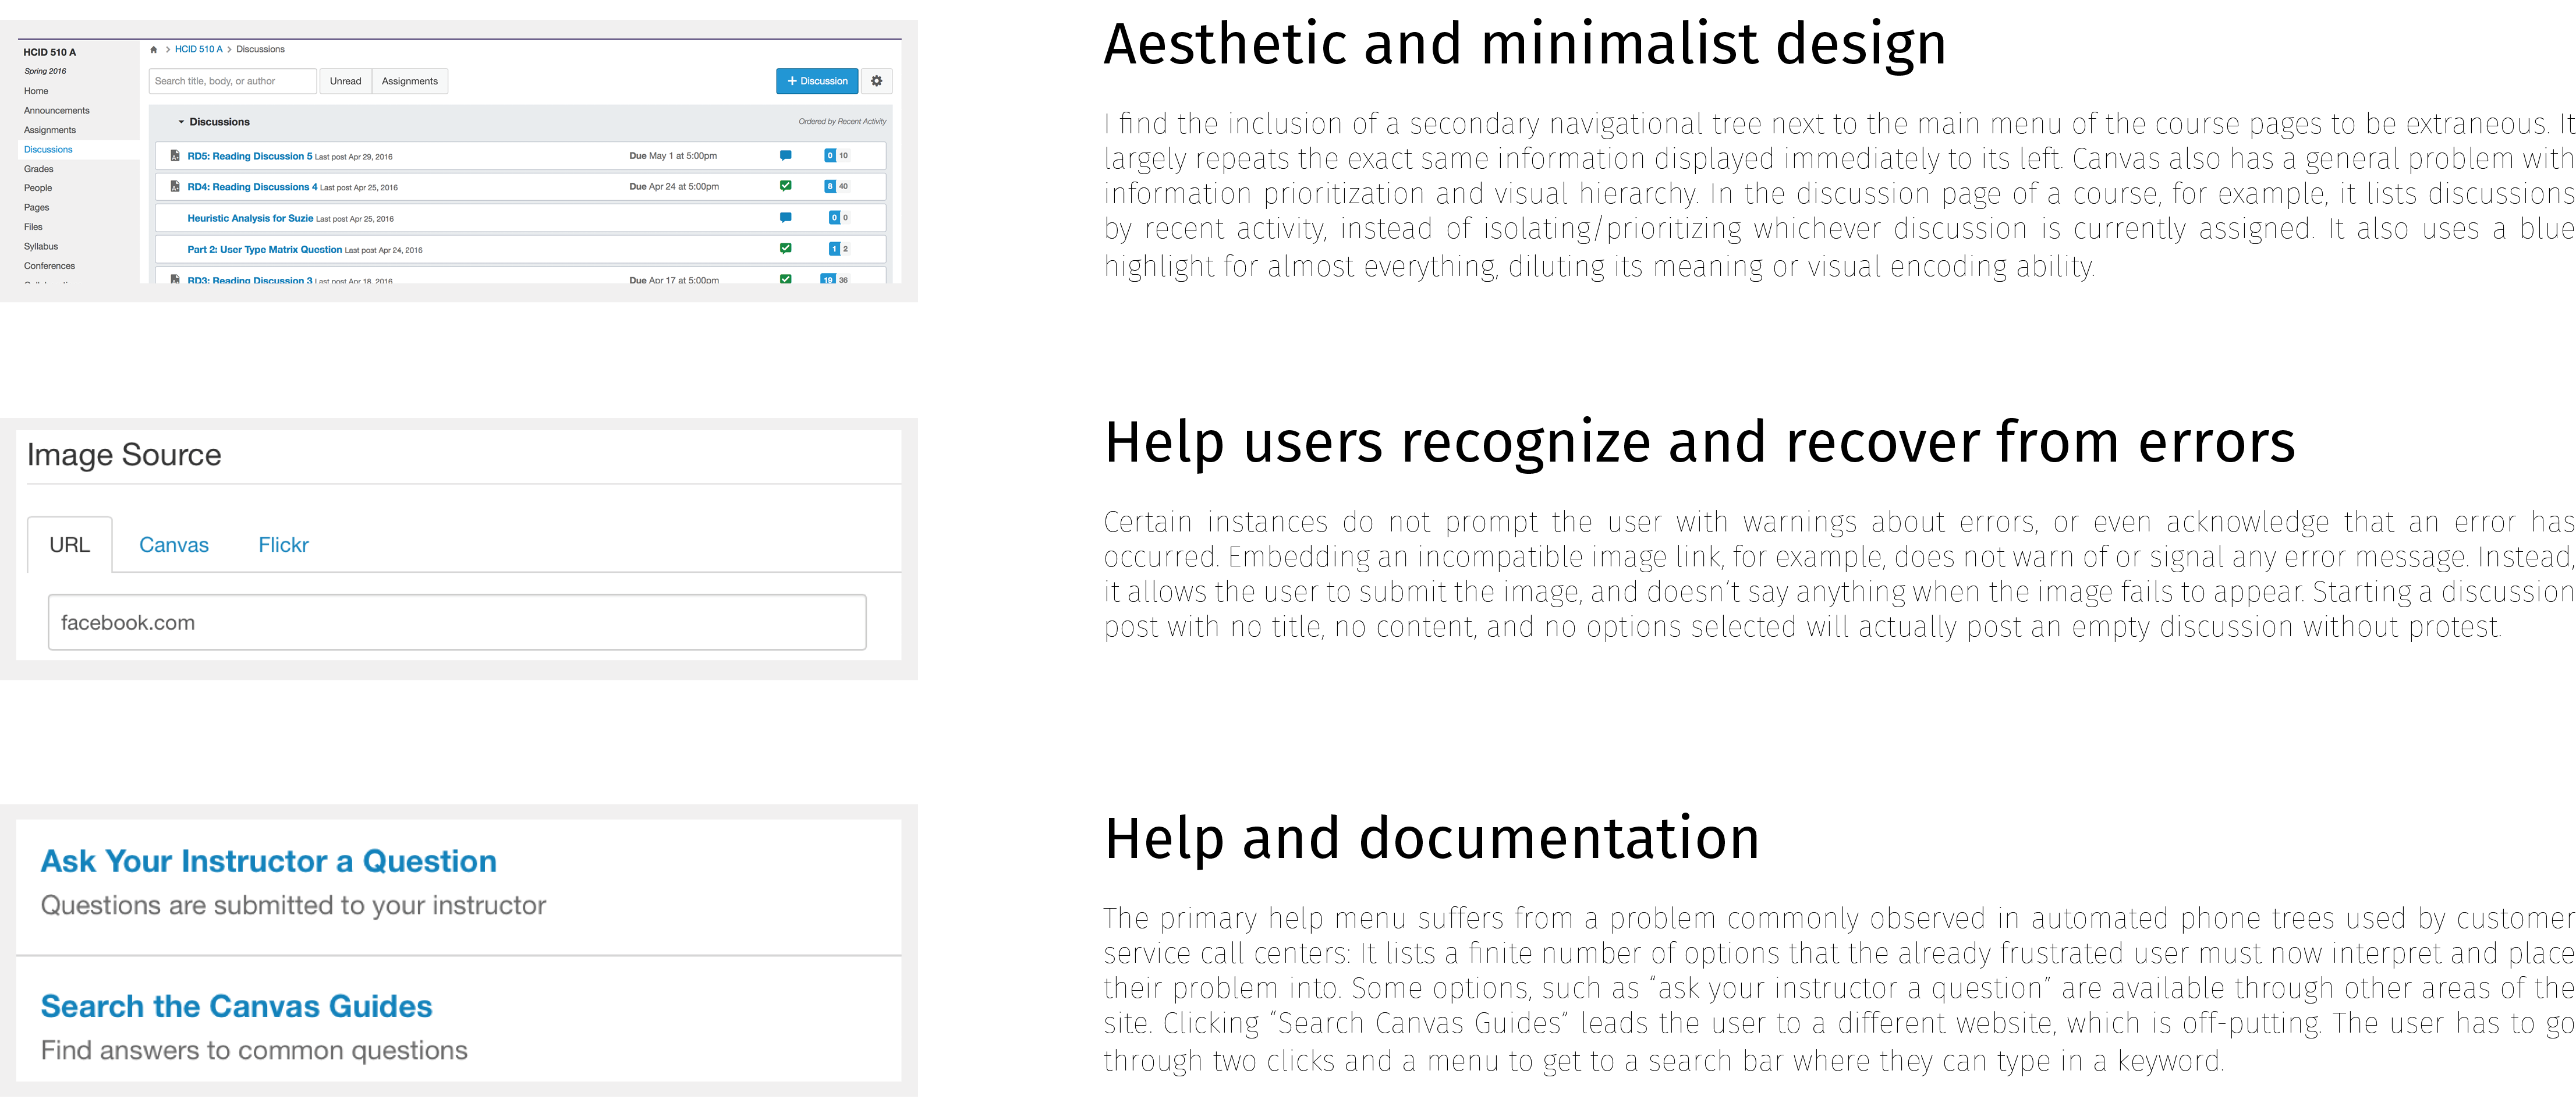 HCID 510 A
Spring 2016
Home
Announcements
Assignments
Discussions
Grades
People
Pages
Files
Syllabus
Conferences
> HCID 510 A > Discussions
Search title, body, or author Unread Assignments + Discussion
Discussions Ordered by Recent Activity
RD5: Reading Discussion 5 Last post Apr 29, 2016 Due May 1 at 5:00pm 0 10
RD4: Reading Discussions 4 Last post Apr 25, 2016 Due Apr 24 at 5:00pm 8 40
Heuristic Analysis for Suzie Last post Apr 25, 2016 0 0
Part 2: User Type Matrix Question Last post Apr 24, 2016 1 2
RD3: Reading Discussion 3 Last post Apr 18, 2016 Due Apr 17 at 5:00pm 19 36
Aesthetic and minimalist design
I find the inclusion of a secondary navigational tree next to the main menu of the course pages to be extraneous. It
largely repeats the exact same information displayed immediately to its left. Canvas also has a general problem with
information prioritization and visual hierarchy. In the discussion page of a course, for example, it lists discussions
by recent activity, instead of isolating/prioritizing whichever discussion is currently assigned. It also uses a blue
highlight for almost everything, diluting its meaning or visual encoding ability.
Image Source
URL Canvas Flickr
facebook.com
Help users recognize and recover from errors
Certain instances do not prompt the user with warnings about errors, or even acknowledge that an error has
occurred. Embedding an incompatible image link, for example, does not warn of or signal any error message. Instead,
it allows the user to submit the image, and doesn’t say anything when the image fails to appear. Starting a discussion
post with no title, no content, and no options selected will actually post an empty discussion without protest.
Ask Your Instructor a Question
Questions are submitted to your instructor
Search the Canvas Guides
Find answers to common questions
Help and documentation
The primary help menu suffers from a problem commonly observed in automated phone trees used by customer
service call centers: It lists a finite number of options that the already frustrated user must now interpret and place
their problem into. Some options, such as “ask your instructor a question” are available through other areas of the
site. Clicking “Search Canvas Guides” leads the user to a different website, which is off-putting. The user has to go
through two clicks and a menu to get to a search bar where they can type in a keyword.